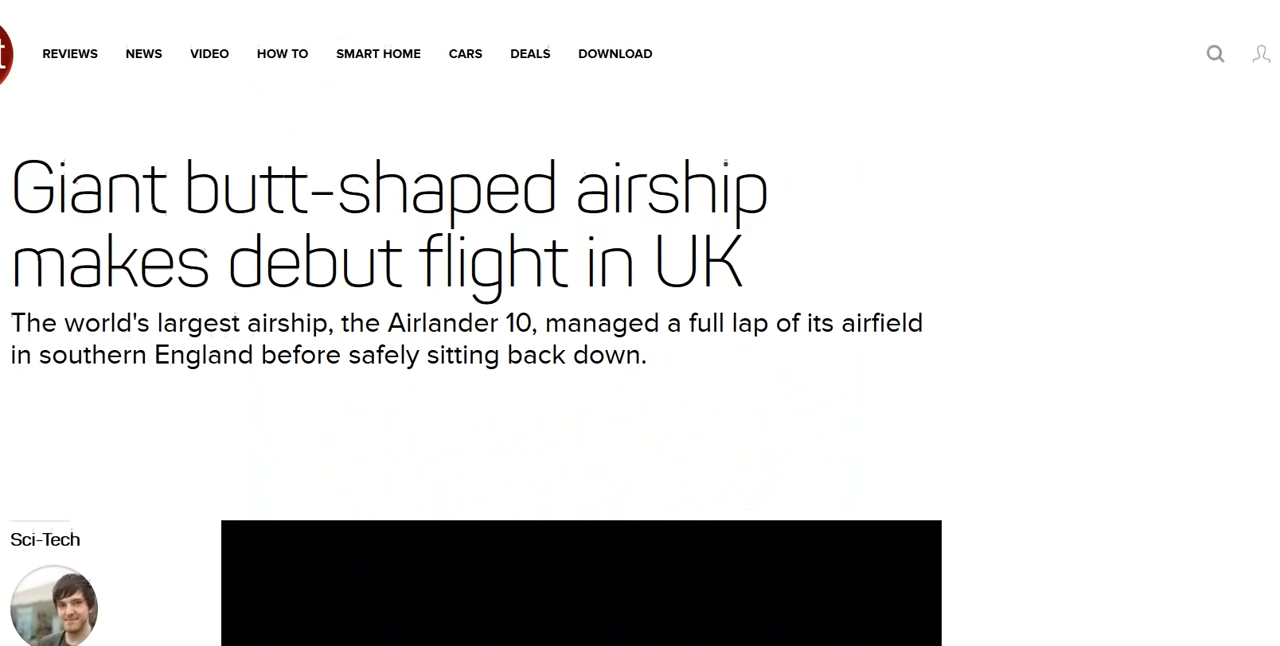 t
REVIEWS NEWS VIDEO HOW TO SMART HOME CARS DEALS DOWNLOAD
Giant butt-shaped airship
makes debut flight in UK
The world's largest airship, the Airlander 10, managed a full lap of its airfield
in southern England before safely sitting back down.
Sci-Tech